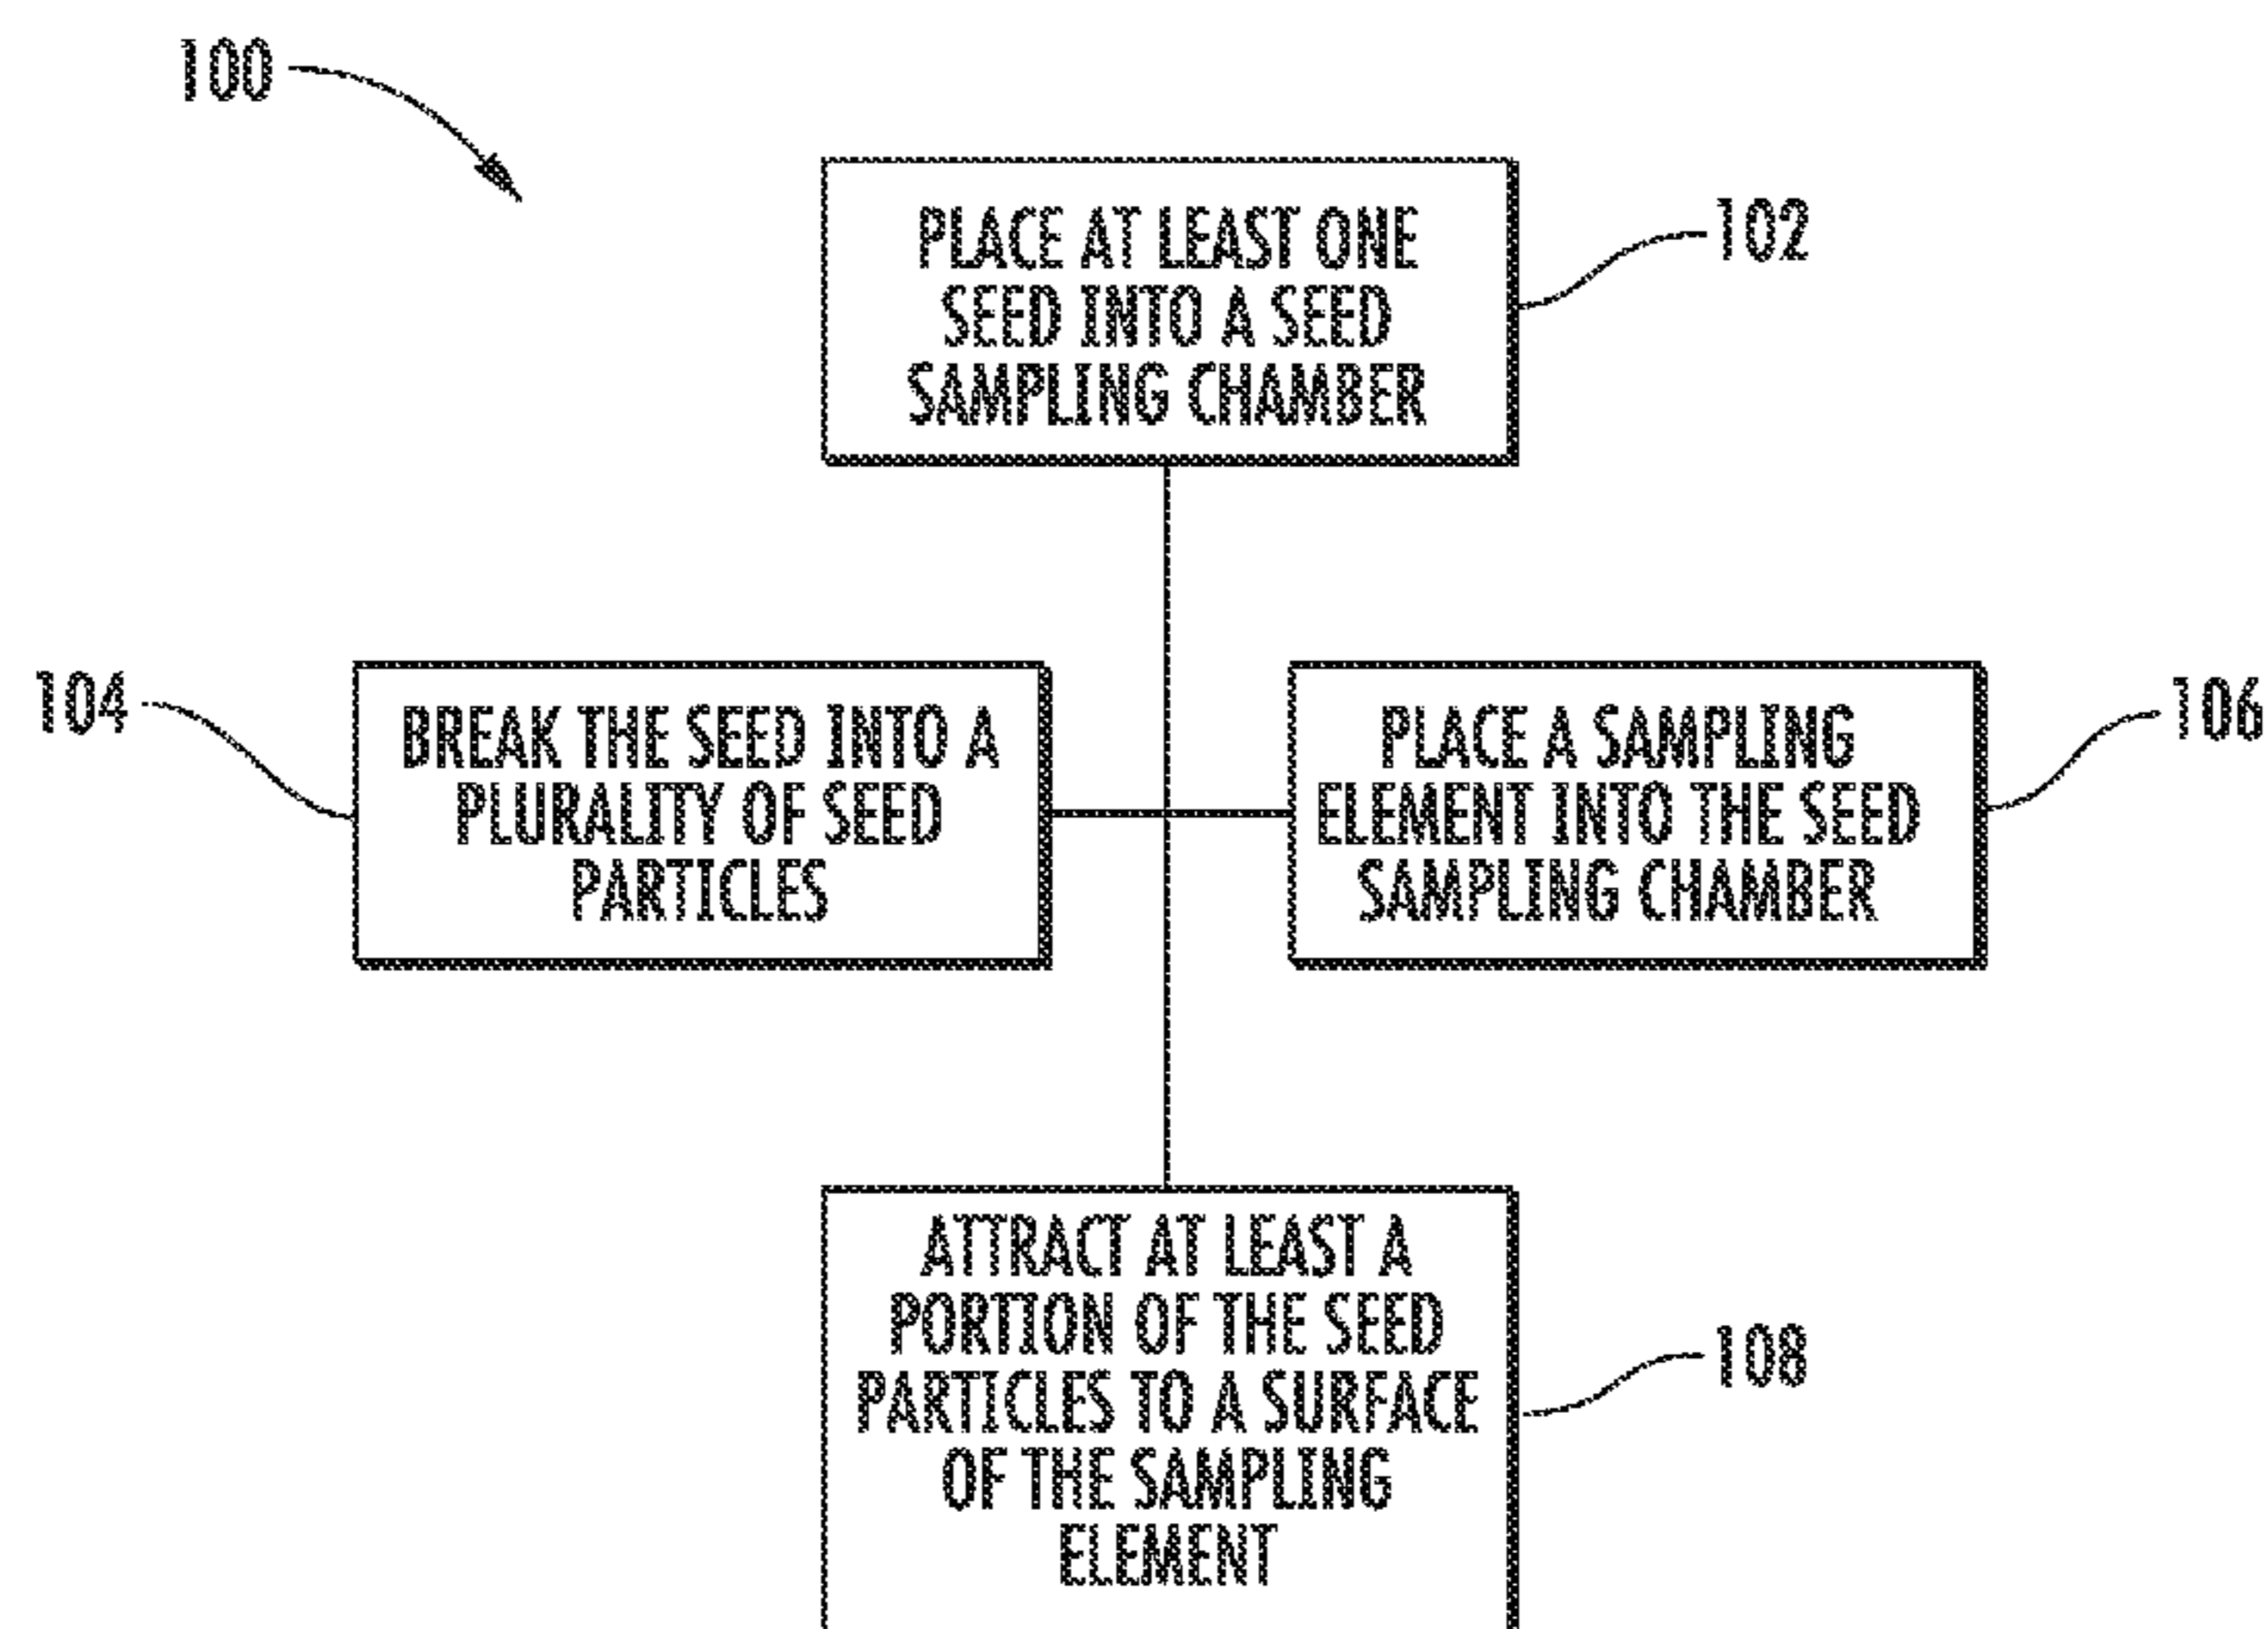 100
PLACE AT LEAST ONE
SEED INTO A SEED
SAMPLING CHAMBER
102
104
BREAK THE SEED INTO A
PLURALITY OF SEED
PARTICLES
PLACE A SAMPLING
ELEMENT INTO THE SEED
SAMPLING CHAMBER
106
ATTRACT AT LEAST A
PORTION OF THE SEED
PARTICLES TO A SURFACE
OF THE SAMPLING
ELEMENT
108